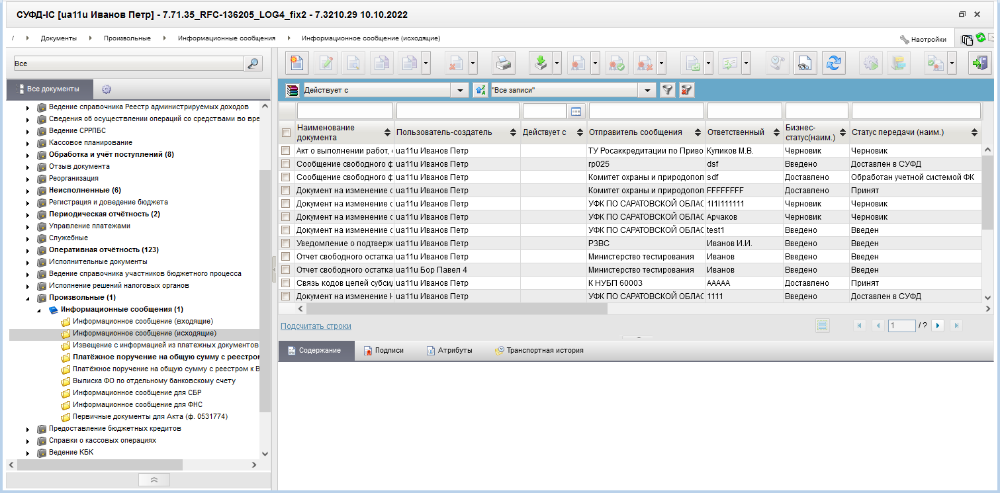 СУФД-IC [ua11u Иванов Петр] - 7.71.35_RFC-136205_LOG4_fix2 - 7.3210.29 10.10.2022
/ Документы Произвольные Информационные сообщения Информационное сообщение (исходящие)
Настройки
Все
Все документы
Ведение справочника Реестр администрируемых доходов
Сведения об осуществлении операций со средствами во вре
Ведение СРРПБС
Кассовое планирование
Обработка и учёт поступлений (8)
Отзыв документа
Реорганизация
Неисполненные (6)
Регистрация и доведение бюджета
Периодическая отчётность (2)
Управление платежами
Служебные
Оперативная отчётность (123)
Исполнительные документы
Ведение справочника участников бюджетного процесса
Исполнение решений налоговых органов
Произвольные (1)
Информационные сообщения (1)
Информационное сообщение (входящие)
Информационное сообщение (исходящие)
Извещение с информацией из платежных документов
Платёжное поручение на общую сумму с реестром
Платёжное поручение на общую сумму с реестром к В
Выписка ФО по отдельному банковскому счету
Информационное сообщение для СБР
Информационное сообщение для ФНС
Первичные документы для Акта (ф. 0531774)
Предоставление бюджетных кредитов
Справки о кассовых операциях
Ведение КБК
Действует с "Все записи"
Наименование документа Пользователь-создатель Действует с Отправитель сообщения Ответственный Бизнес-статус(наим.) Статус передачи (наим.)
Акт о выполнении работ, ua11u Иванов Петр ТУ Росаккредитации по Приво Куликов М.В. Черновик Черновик
Сообщение свободного ф ua11u Иванов Петр гр025 dsf Введено Доставлен в СУФД
Сообщение свободного ф ua11u Иванов Петр Комитет охраны и природопол sdf Доставлено Обработан учетной системой ФК
Документ на изменение с ua11u Иванов Петр Комитет охраны и природопол FFFFFFFF Доставлено Принят
Документ на изменение с ua11u Иванов Петр УФК ПО САРАТОВСКОЙ ОБЛАС 1I1I111111 Черновик Черновик
Документ на изменение с ua11u Иванов Петр УФК ПО САРАТОВСКОЙ ОБЛАС Арчаков Черновик Черновик
Документ на изменение с ua11u Иванов Петр УФК ПО САРАТОВСКОЙ ОБЛАС test1 Введено Введен
Уведомление о подтверж ua11u Иванов Петр РЗВС Иванов И.И. Введено Введен
Отчет свободного остатка ua11u Иванов Петр Министерство тестирования Иванов Введено Введен
Отчет свободного остатка ua11u Бор Павел 4 Министерство тестирования Иванов Введено Введен
Связь кодов целей субсид ua11u Иванов Петр К НУБП 60003 AAAAA Доставлено Принят
Документ на изменение Н ua11u Иванов Петр УФК ПО САРАТОВСКОЙ ОБЛАС 1111 Введено Доставлен в СУФД
Подсчитать строки 1 / ?
Содержание Подписи Атрибуты Транспортная история